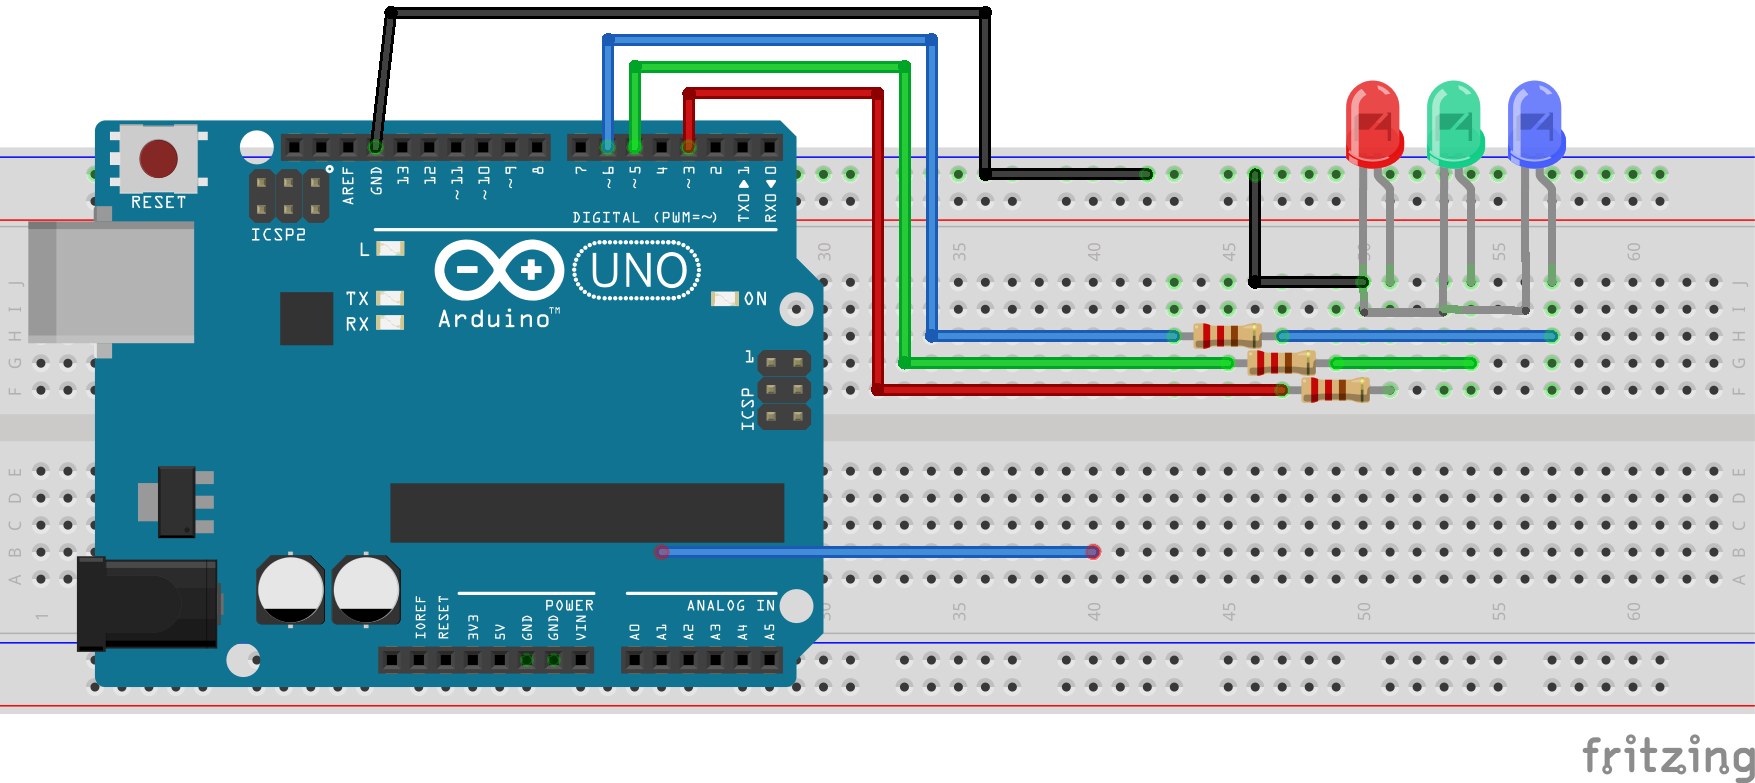 RESET
ICSP2
AREF
GND
13
12
~11
~10
~9
8
7
~6
~5
4
~3
2
TX0▶1
RX0◀0
DIGITAL (PWM=~)
L
TX
RX
UNO
ON
Arduino™
1
ICSP
IOREF
RESET
3V3
5V
GND
GND
VIN
POWER
A0
A1
A2
A3
A4
A5
ANALOG IN
30
35
40
45
50
55
60
J
I
H
G
F
E
D
C
B
A
J
I
H
G
F
E
D
C
B
A
1
30
35
40
45
50
55
60
fritzing